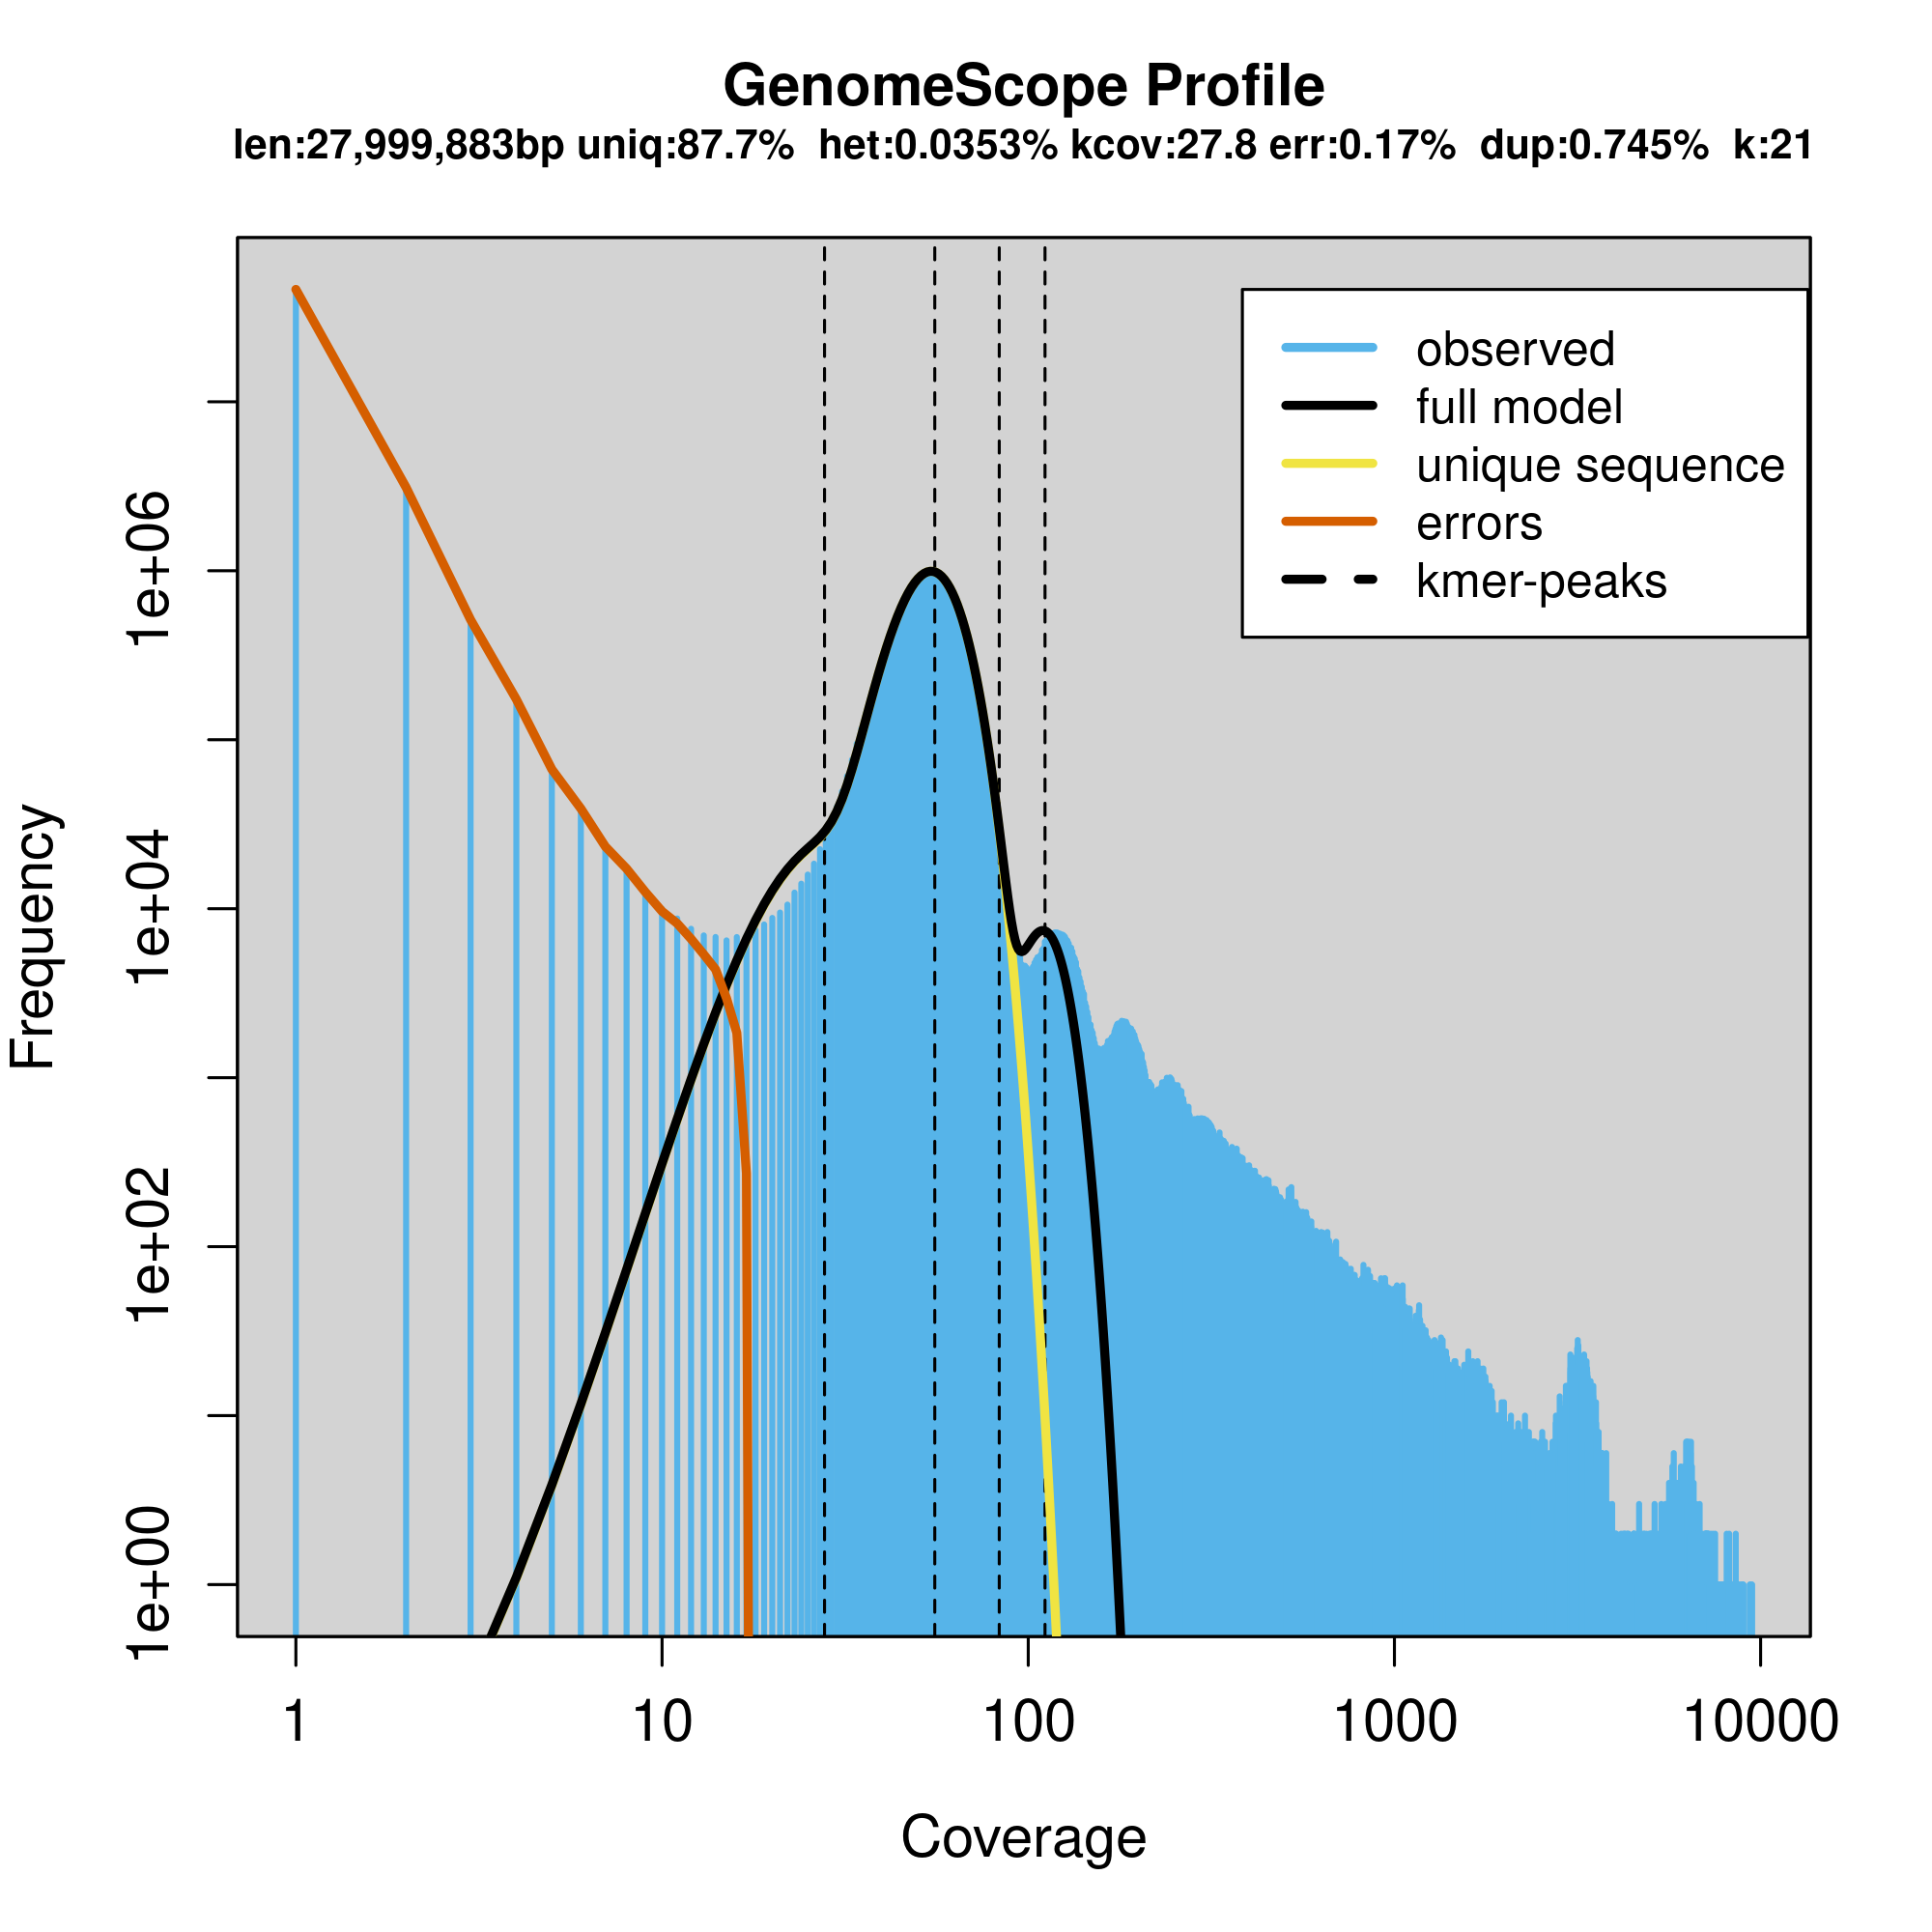 GenomeScope Profile
len:27,999,883bp uniq:87.7% het:0.0353% kcov:27.8 err:0.17% dup:0.745% k:21
observed
full model
unique sequence
errors
kmer-peaks
Frequency
1e+06
1e+04
1e+02
1e+00
1 10 100 1000 10000
Coverage